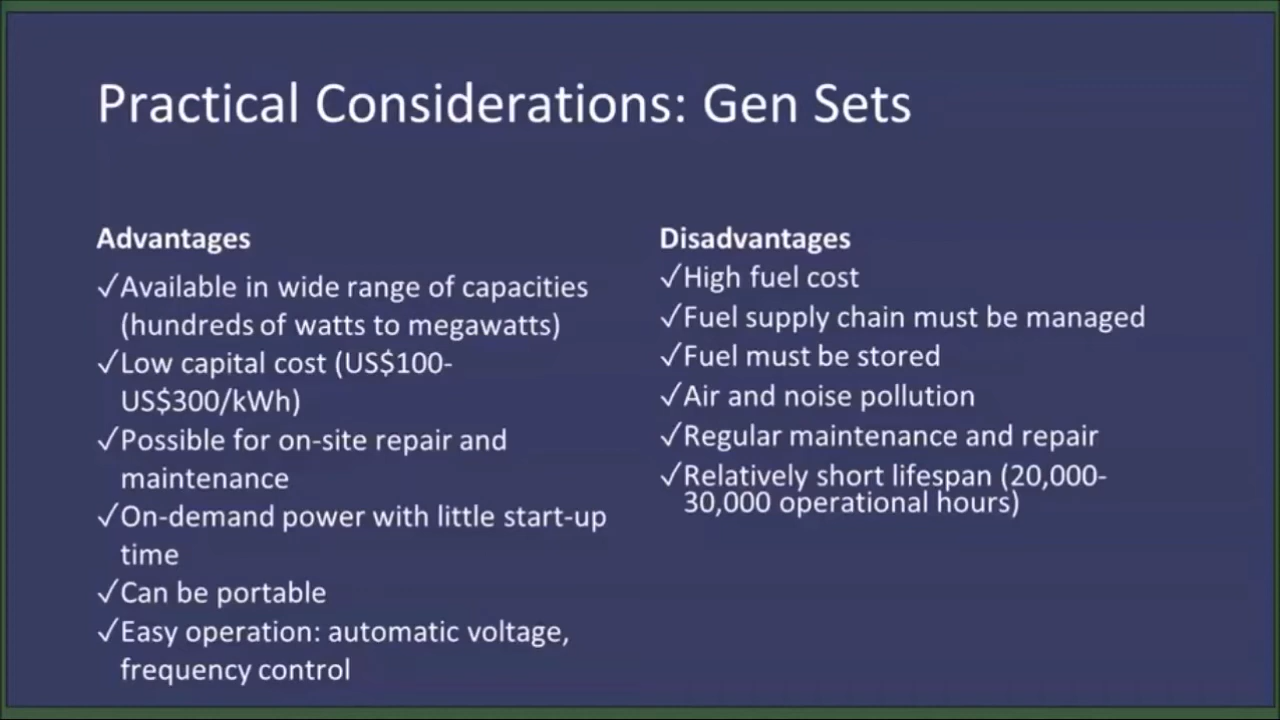 Practical Considerations: Gen Sets
Advantages
✓Available in wide range of capacities
(hundreds of watts to megawatts)
✓Low capital cost (US$100-
US$300/kWh)
✓Possible for on-site repair and
maintenance
✓On-demand power with little start-up
time
✓Can be portable
✓Easy operation: automatic voltage,
frequency control
Disadvantages
✓High fuel cost
✓Fuel supply chain must be managed
✓Fuel must be stored
✓Air and noise pollution
✓Regular maintenance and repair
✓Relatively short lifespan (20,000-
30,000 operational hours)